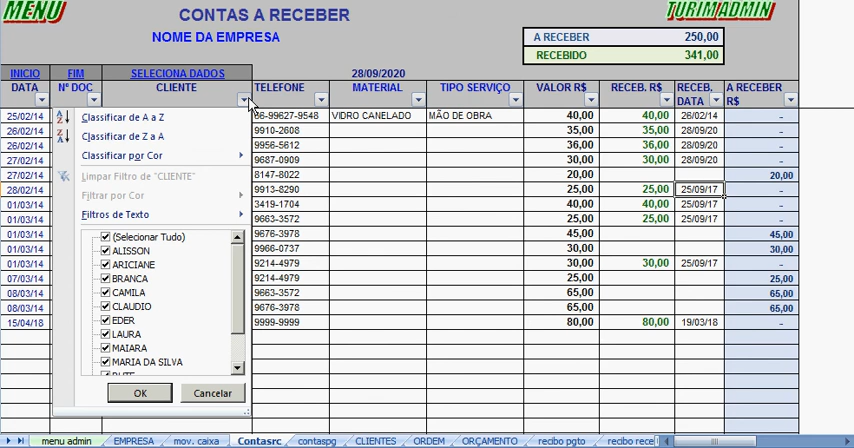 MENU CONTAS A RECEBER TURIM ADMIN
NOME DA EMPRESA
A RECEBER 250,00
RECEBIDO 341,00
INICIO FIM SELECIONA DADOS 28/09/2020
DATA Nº DOC CLIENTE TELEFONE MATERIAL TIPO SERVIÇO VALOR R$ RECEB. R$ RECEB. DATA A RECEBER R$
25/02/14 86-99627-9548 VIDRO CANELADO MÃO DE OBRA 40,00 40,00 26/02/14 -
26/02/14 9910-2608 35,00 35,00 28/09/20 -
26/02/14 9956-5612 36,00 36,00 28/09/20 -
27/02/14 9687-0909 30,00 30,00 28/09/20 -
27/02/14 8147-8022 20,00 20,00
28/02/14 9913-8290 25,00 25,00 25/09/17 -
01/03/14 3419-1704 40,00 40,00 25/09/17 -
01/03/14 9663-3572 25,00 25,00 25/09/17 -
01/03/14 9676-3978 45,00 45,00
01/03/14 9966-0737 30,00 30,00
01/03/14 9214-4979 30,00 30,00 25/09/17 -
07/03/14 9214-4979 25,00 25,00
08/03/14 9663-3572 65,00 65,00
08/03/14 9676-3978 65,00 65,00
15/04/18 9999-9999 80,00 80,00 19/03/18 -
Classificar de A a Z
Classificar de Z a A
Classificar por Cor
Limpar Filtro de "CLIENTE"
Filtrar por Cor
Filtros de Texto
(Selecionar Tudo)
ALISSON
ARICIANE
BRANCA
CAMILA
CLAUDIO
EDER
LAURA
MAIARA
MARIA DA SILVA
OK Cancelar
menu admin EMPRESA mov. caixa Contasrc contaspg CLIENTES ORDEM ORÇAMENTO recibo pgto recibo rece